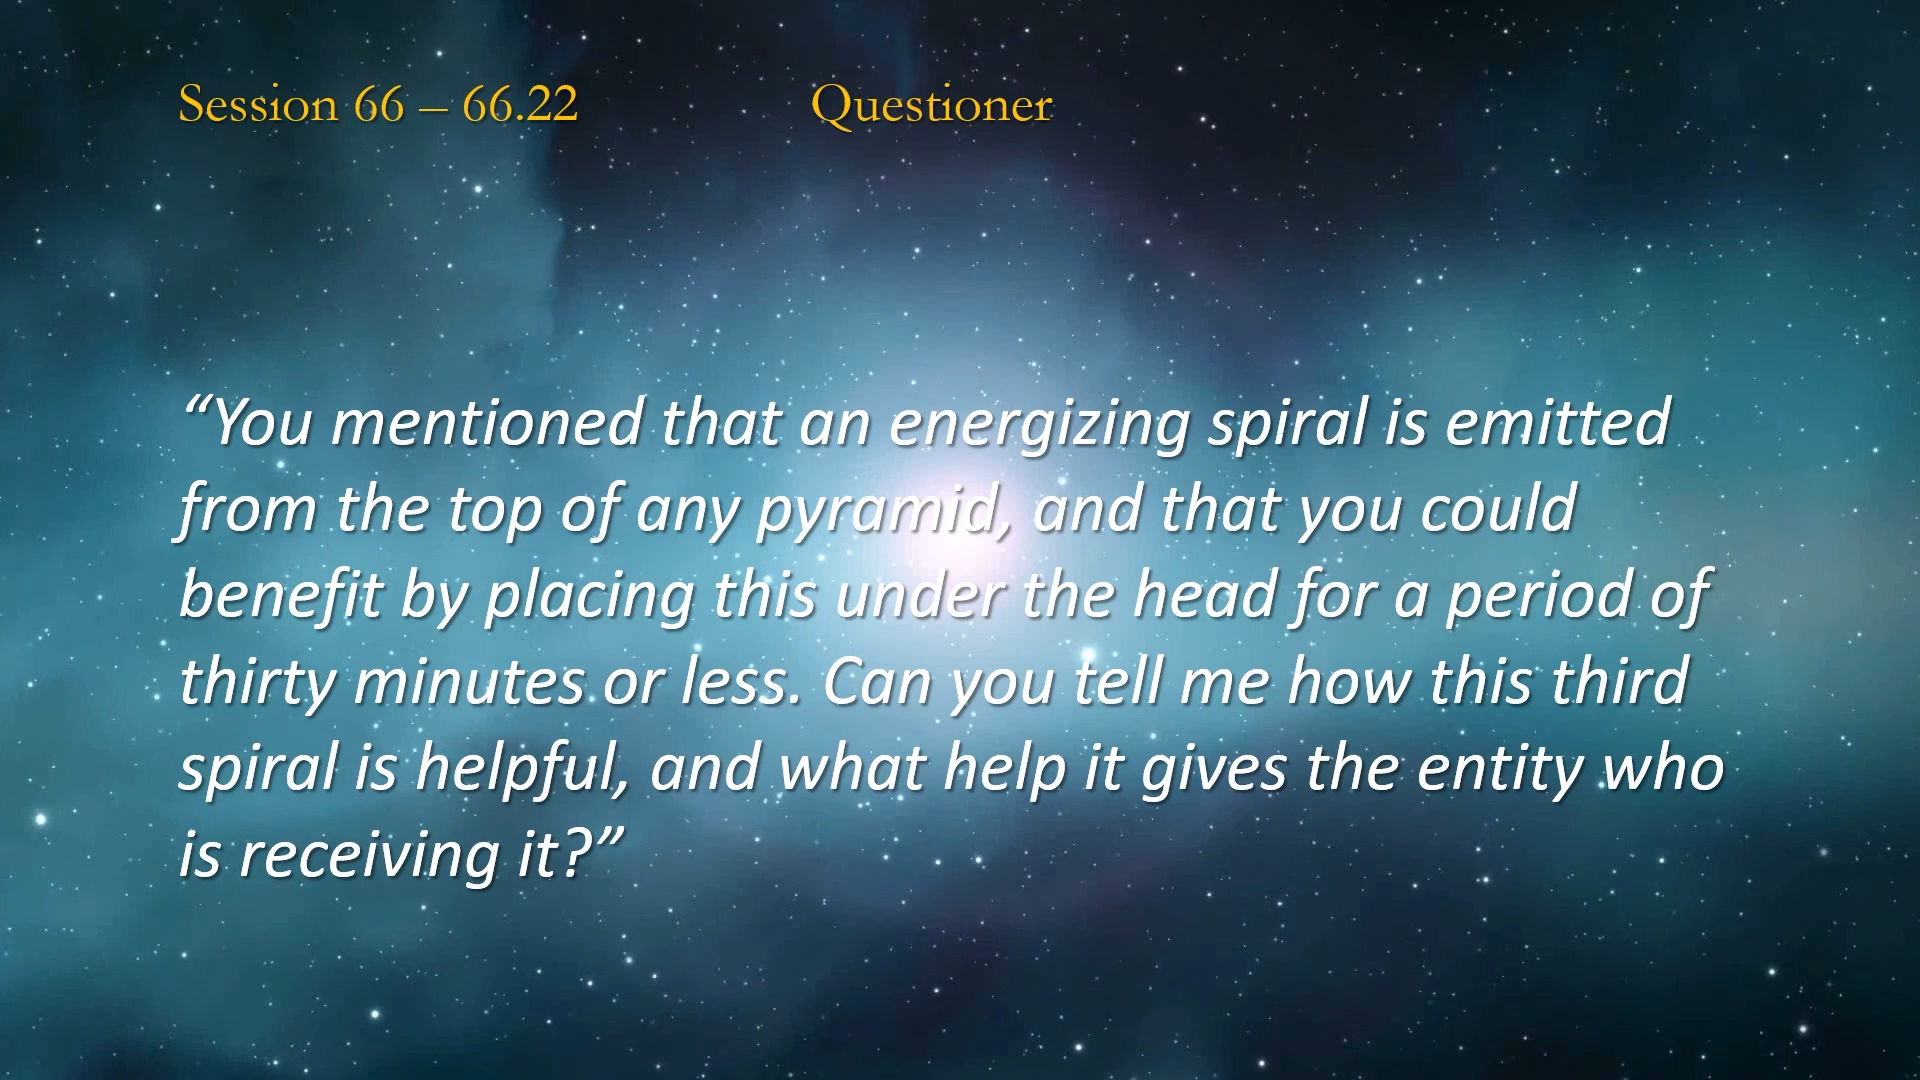 Session 66 – 66.22 Questioner
“You mentioned that an energizing spiral is emitted
from the top of any pyramid, and that you could
benefit by placing this under the head for a period of
thirty minutes or less. Can you tell me how this third
spiral is helpful, and what help it gives the entity who
is receiving it?”